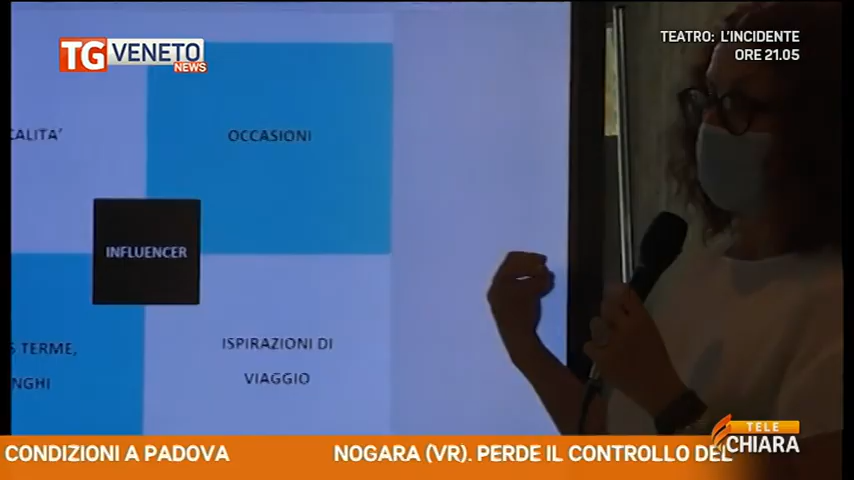 TG VENETO
NEWS
TEATRO: L'INCIDENTE
ORE 21.05
CALITA'
OCCASIONI
INFLUENCER
TERME,
ISPIRAZIONI DI
VIAGGIO
CONDIZIONI A PADOVA NOGARA (VR). PERDE IL CONTROLLO DEL
TELE
CHIARA